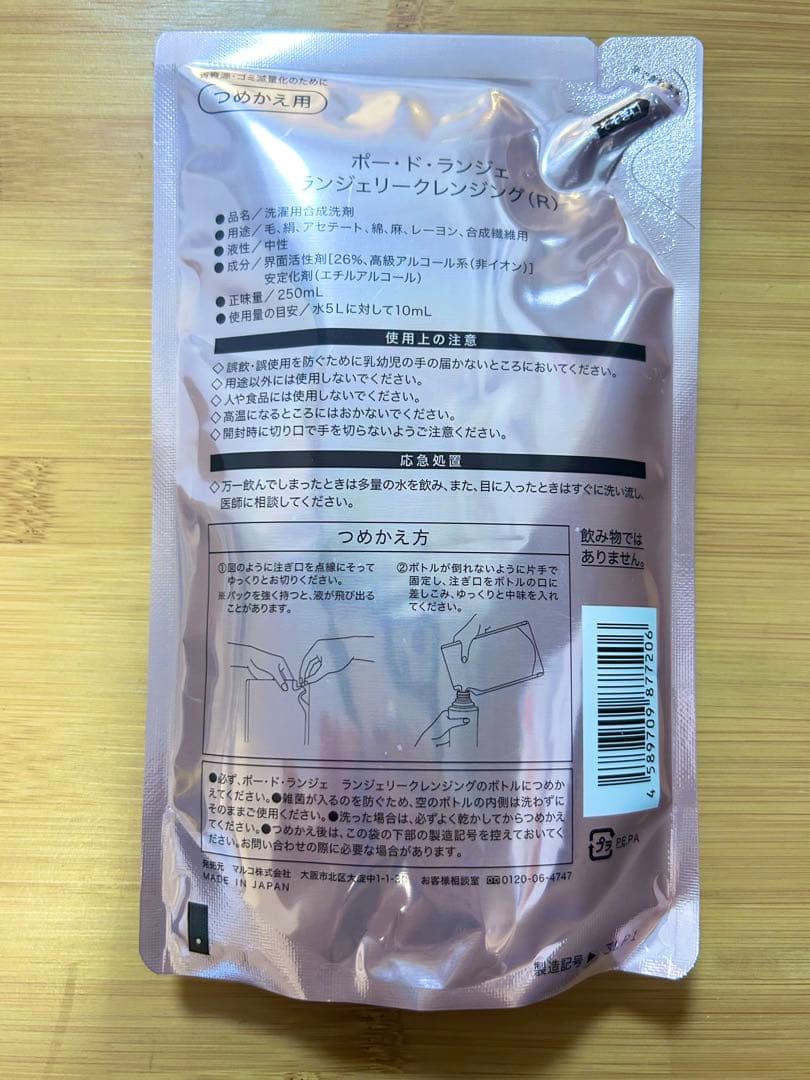 省資源・ゴミ減量化のために
つめかえ用
そそぎ口
ポー・ド・ランジェ
ランジェリークレンジング(R)
●品名／洗濯用合成洗剤
●用途／毛、絹、アセテート、綿、麻、レーヨン、合成繊維用
●液性／中性
●成分／界面活性剤[26%、高級アルコール系(非イオン)]
安定化剤(エチルアルコール)
●正味量／250mL
●使用量の目安／水5Lに対して10mL
使用上の注意
◇誤飲・誤使用を防ぐために乳幼児の手の届かないところにおいてください。
◇用途以外には使用しないでください。
◇人や食品には使用しないでください。
◇高温になるところにはおかないでください。
◇開封時に切り口で手を切らないようご注意ください。
応急処置
◇万一飲んでしまったときは多量の水を飲み、また、目に入ったときはすぐに洗い流し、
医師に相談してください。
つめかえ方
①図のように注ぎ口を点線にそって
ゆっくりとお切りください。
※パックを強く持つと、液が飛び出る
ことがあります。
②ボトルが倒れないように片手で
固定し、注ぎ口をボトルの口に
差しこみ、ゆっくりと中味を入れ
てください。
飲み物では
ありません。
4 589709 877206
●必ず、ポー・ド・ランジェ ランジェリークレンジングのボトルにつめか
えてください。●雑菌が入るのを防ぐため、空のボトルの内側は洗わずに
そのままご使用ください。●洗った場合は、必ずよく乾かしてからつめかえ
てください。●つめかえ後は、この袋の下部の製造記号を控えておいてく
ださい。お問い合わせの際に必要な場合があります。
プラ PE,PA
発売元 マルコ株式会社 大阪市北区大淀中1-1-30 お客様相談室 0120-06-4747
MADE IN JAPAN
製造記号▶